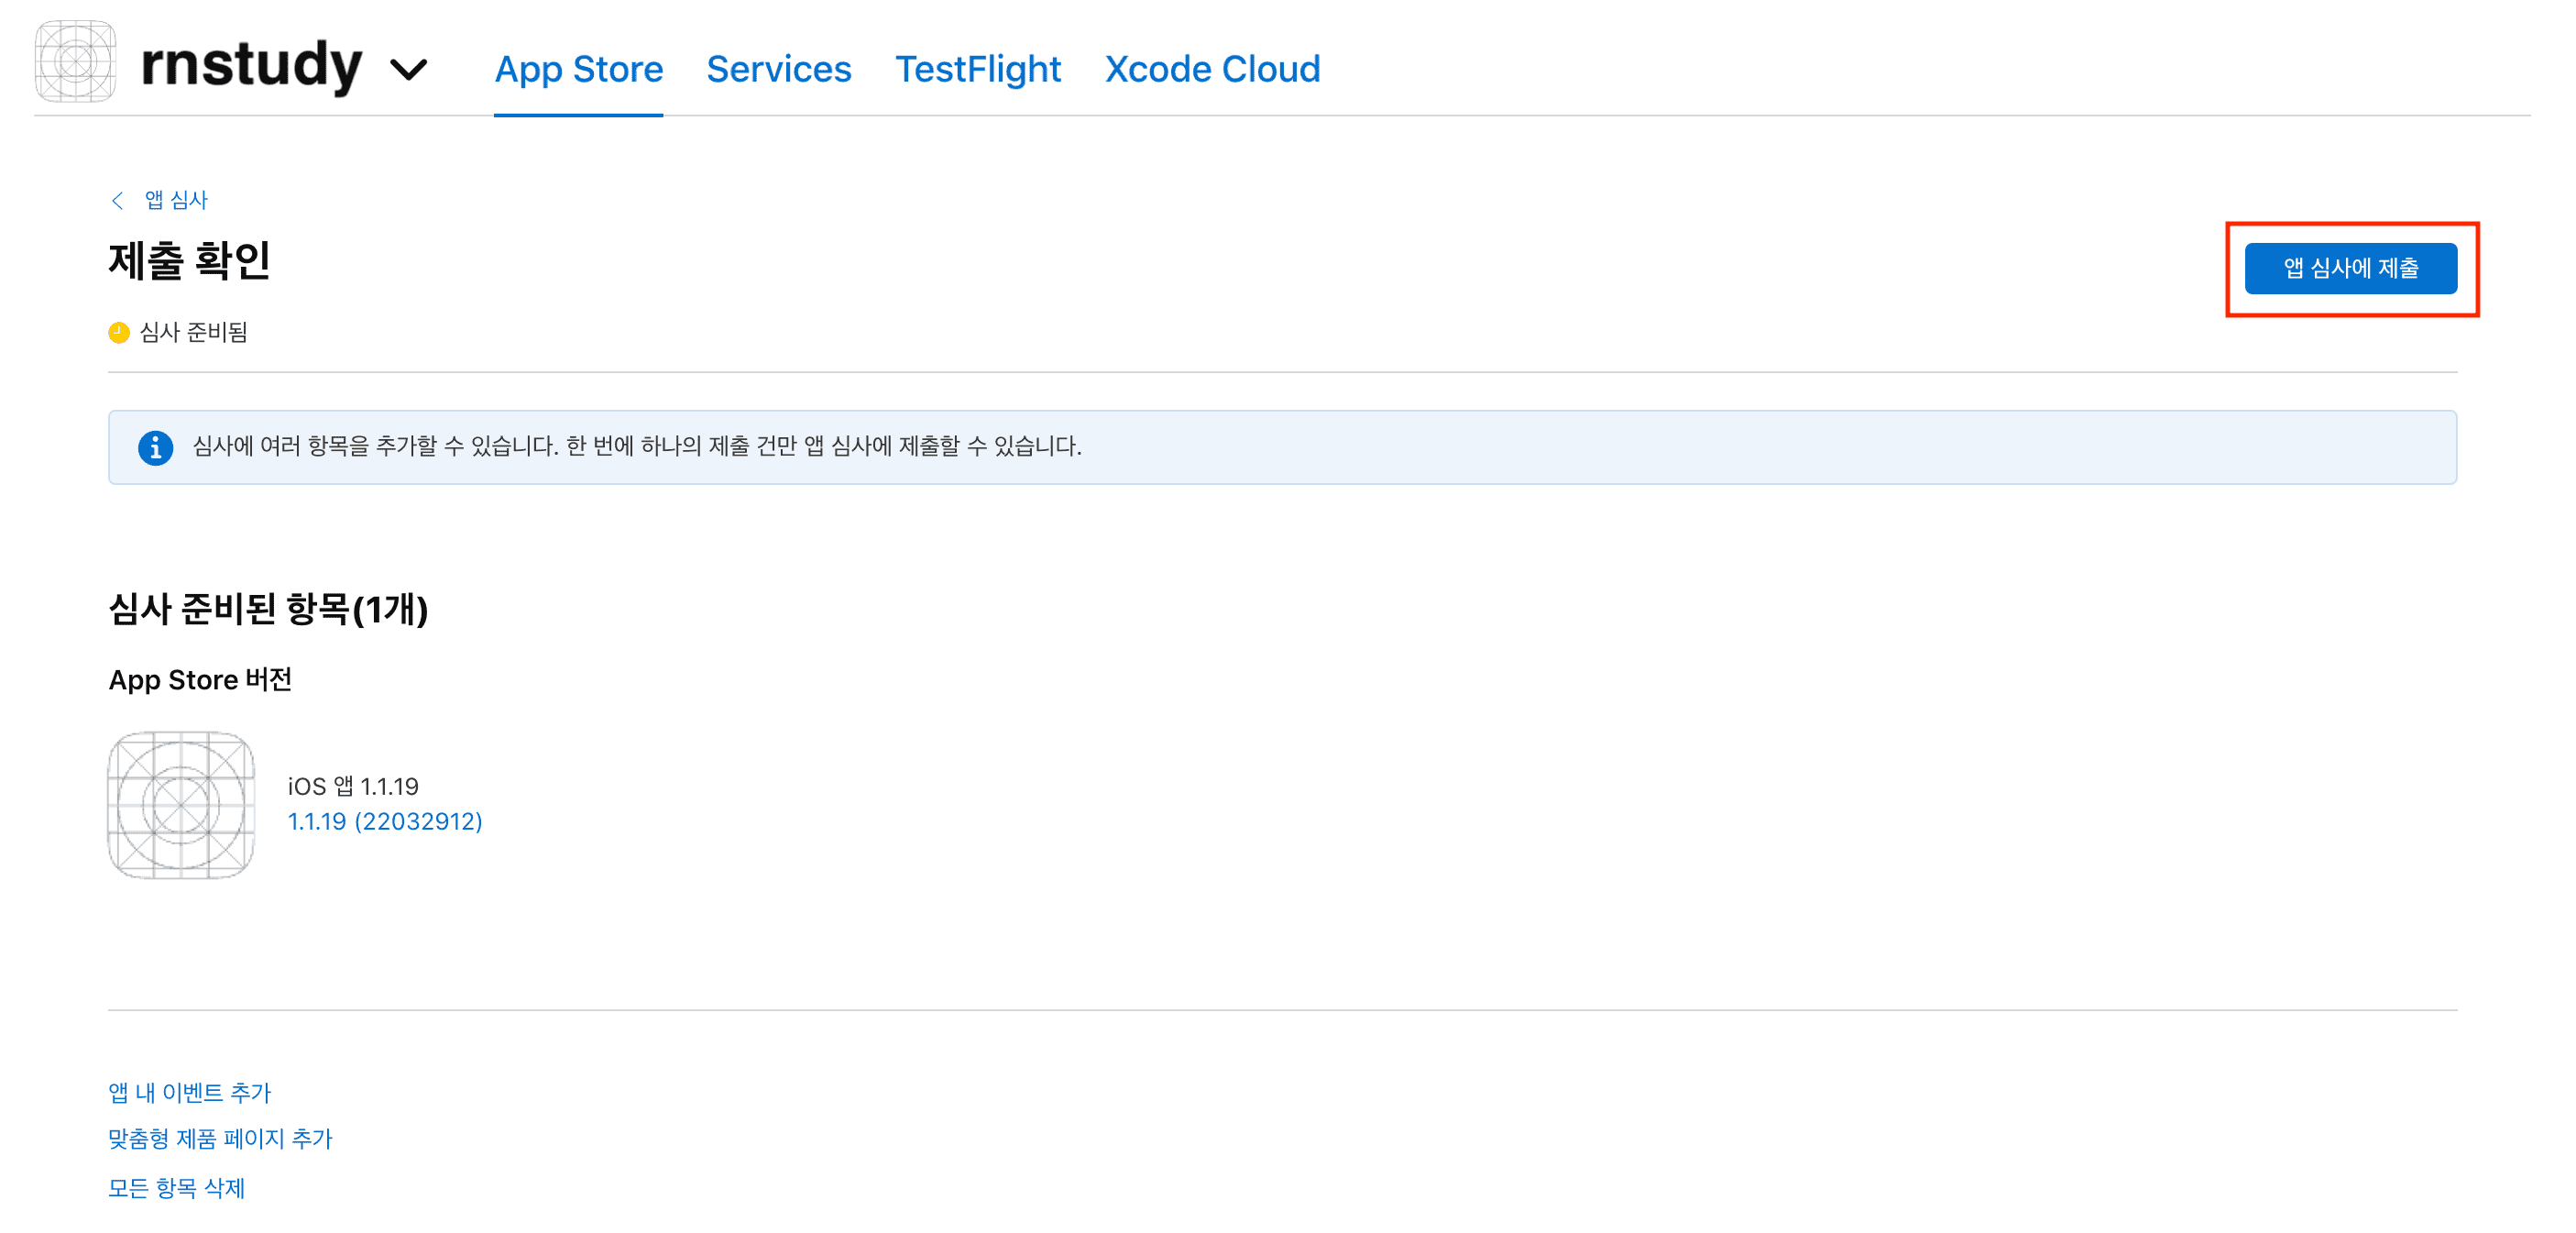 rnstudy
App Store
Services
TestFlight
Xcode Cloud
앱 심사
제출 확인
앱 심사에 제출
심사 준비됨
심사에 여러 항목을 추가할 수 있습니다. 한 번에 하나의 제출 건만 앱 심사에 제출할 수 있습니다.
심사 준비된 항목(1개)
App Store 버전
iOS 앱 1.1.19
1.1.19 (22032912)
앱 내 이벤트 추가
맞춤형 제품 페이지 추가
모든 항목 삭제